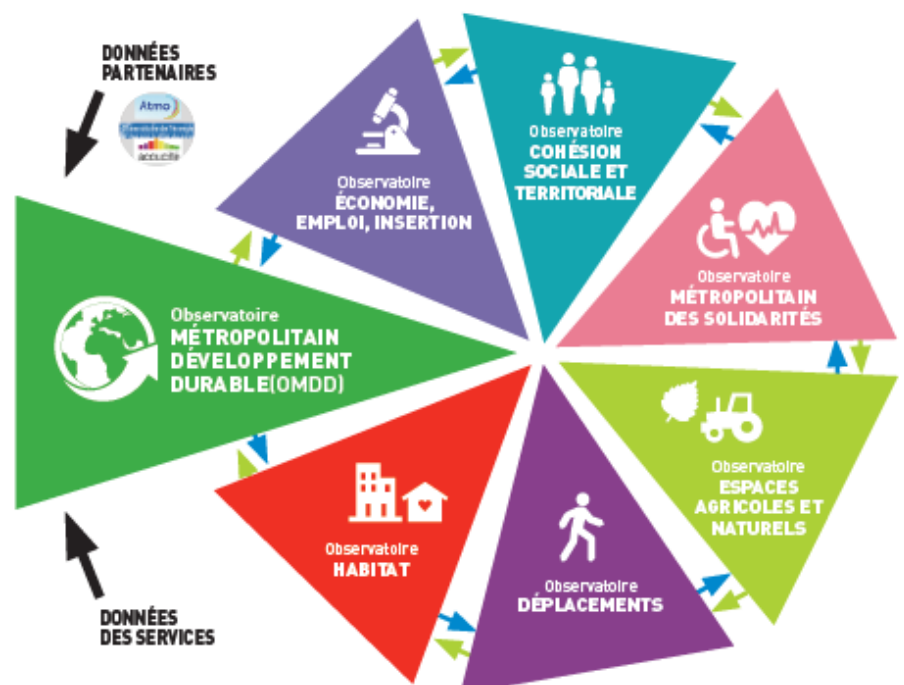 DONNÉES
PARTENAIRES
Atmo
accucité
Observatoire
ÉCONOMIE,
EMPLOI, INSERTION
Observatoire
COHÉSION
SOCIALE ET
TERRITORIALE
Observatoire
MÉTROPOLITAIN
DES SOLIDARITÉS
Observatoire
MÉTROPOLITAIN
DÉVELOPPEMENT
DURABLE(OMDD)
Observatoire
ESPACES
AGRICOLES ET
NATURELS
Observatoire
HABITAT
Observatoire
DÉPLACEMENTS
DONNÉES
DES SERVICES